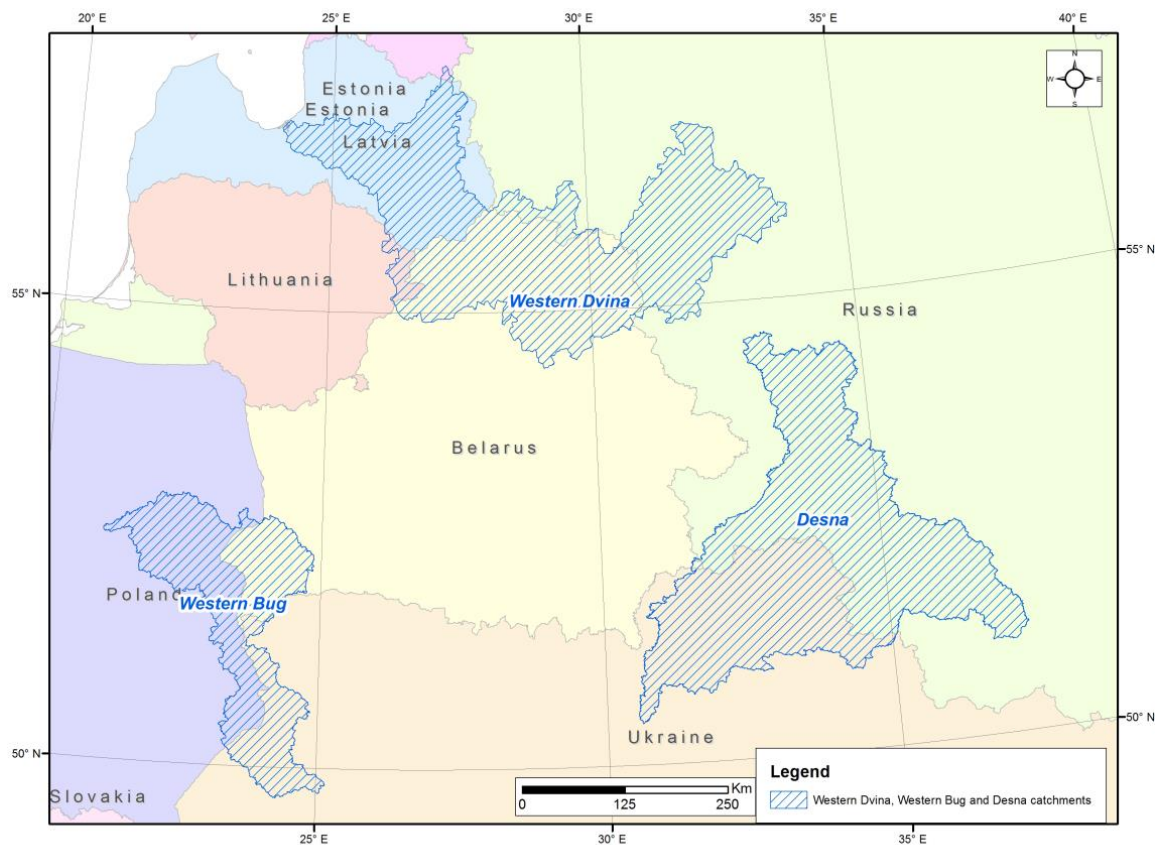 20° E
25° E
30° E
35° E
40° E
N
W E
S
Estonia
Estonia
Latvia
Lithuania
55° N
55° N
Western Dvina
Russia
Belarus
Desna
Poland
Western Bug
50° N
50° N
Ukraine
Slovakia
Km
0 125 250
Legend
Western Dvina, Western Bug and Desna catchments
25° E
30° E
35° E